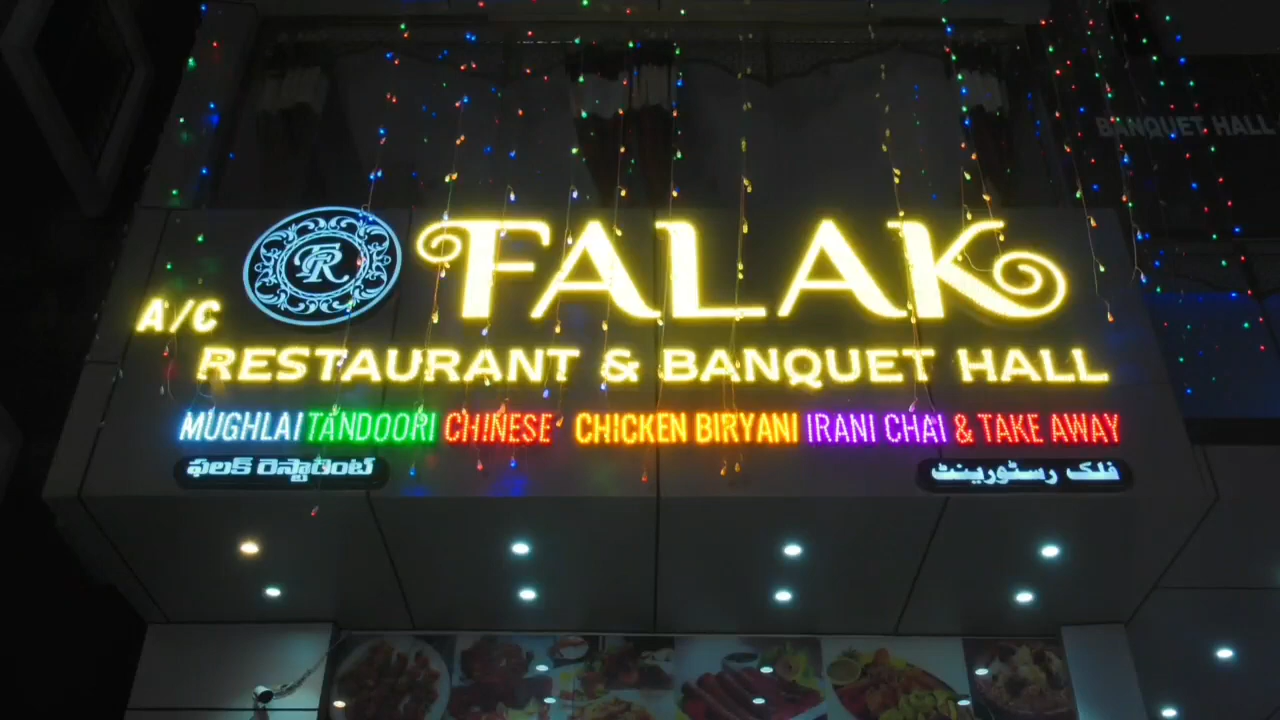 BANQUET HALL
FR
FALAK
A/C
RESTAURANT & BANQUET HALL
MUGHLAI TANDOORI CHINESE CHICKEN BIRYANI IRANI CHAI & TAKE AWAY
ఫలక్ రెస్టారెంట్
فلک رسٹورینٹ